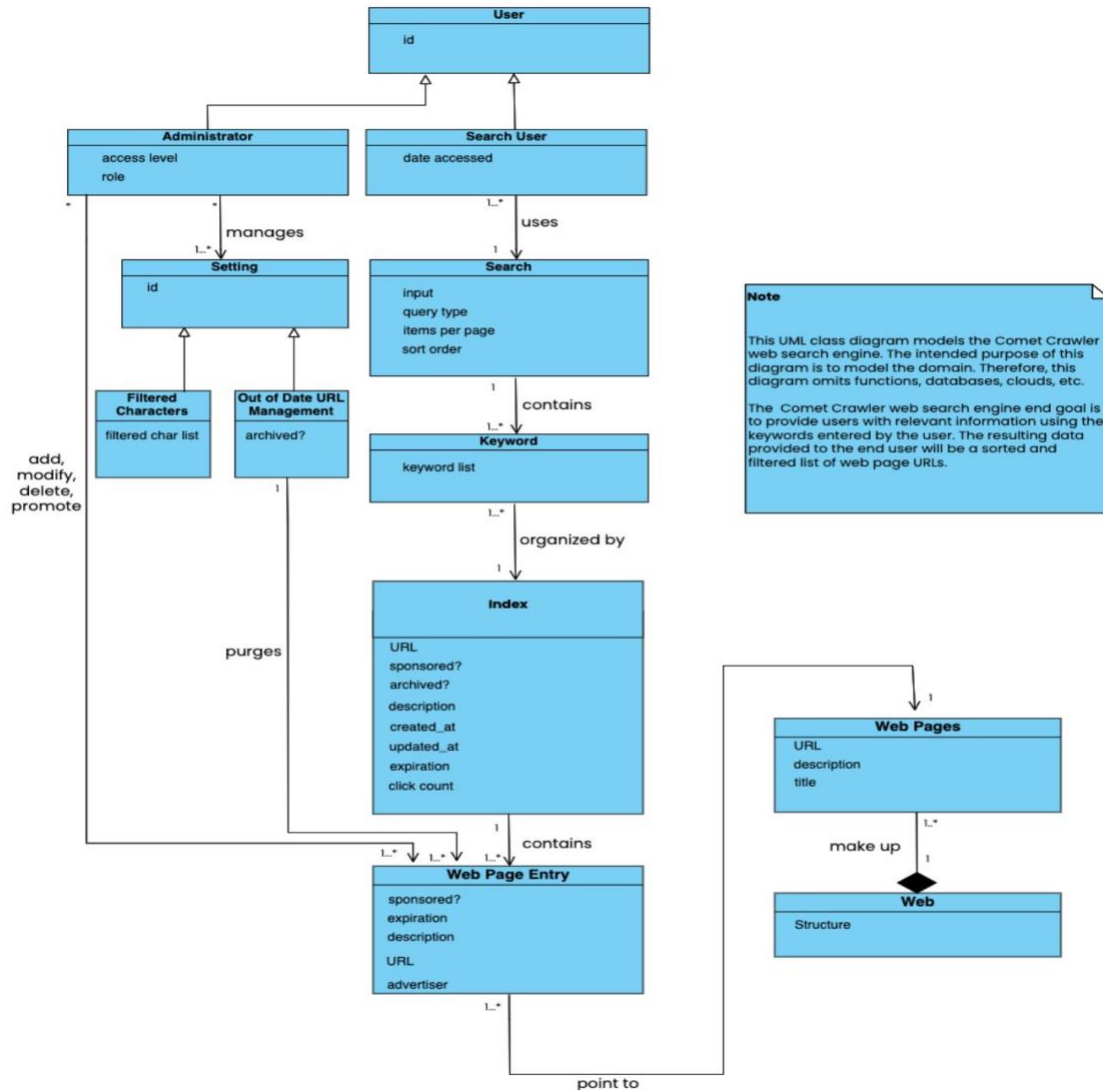 User
id
Administrator
access level
role
Search User
date accessed
*
*
1...*
manages
uses
1...*
1
Setting
id
Search
input
query type
items per page
sort order
Note
This UML class diagram models the Comet Crawler
web search engine. The intended purpose of this
diagram is to model the domain. Therefore, this
diagram omits functions, databases, clouds, etc.
The Comet Crawler web search engine end goal is
to provide users with relevant information using the
keywords entered by the user. The resulting data
provided to the end user will be a sorted and
filtered list of web page URLs.
1
contains
1...*
Filtered
Characters
filtered char list
Out of Date URL
Management
archived?
1
Keyword
keyword list
add,
modify,
delete,
promote
1...*
organized by
1
Index
URL
sponsored?
archived?
description
created_at
updated_at
expiration
click count
purges
1
Web Pages
URL
description
title
1
contains
1...*
1...*
1...*
1...*
make up
1
Web Page Entry
sponsored?
expiration
description
URL
advertiser
Web
Structure
1...*
point to